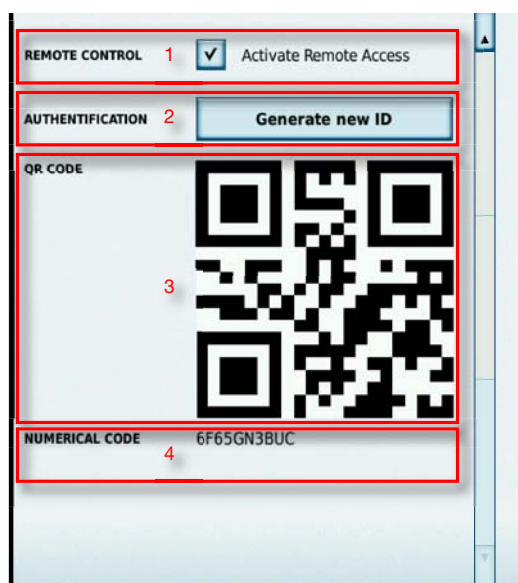 REMOTE CONTROL 1 Activate Remote Access
AUTHENTIFICATION 2 Generate new ID
QR CODE
3
NUMERICAL CODE 6F65GN3BUC
4